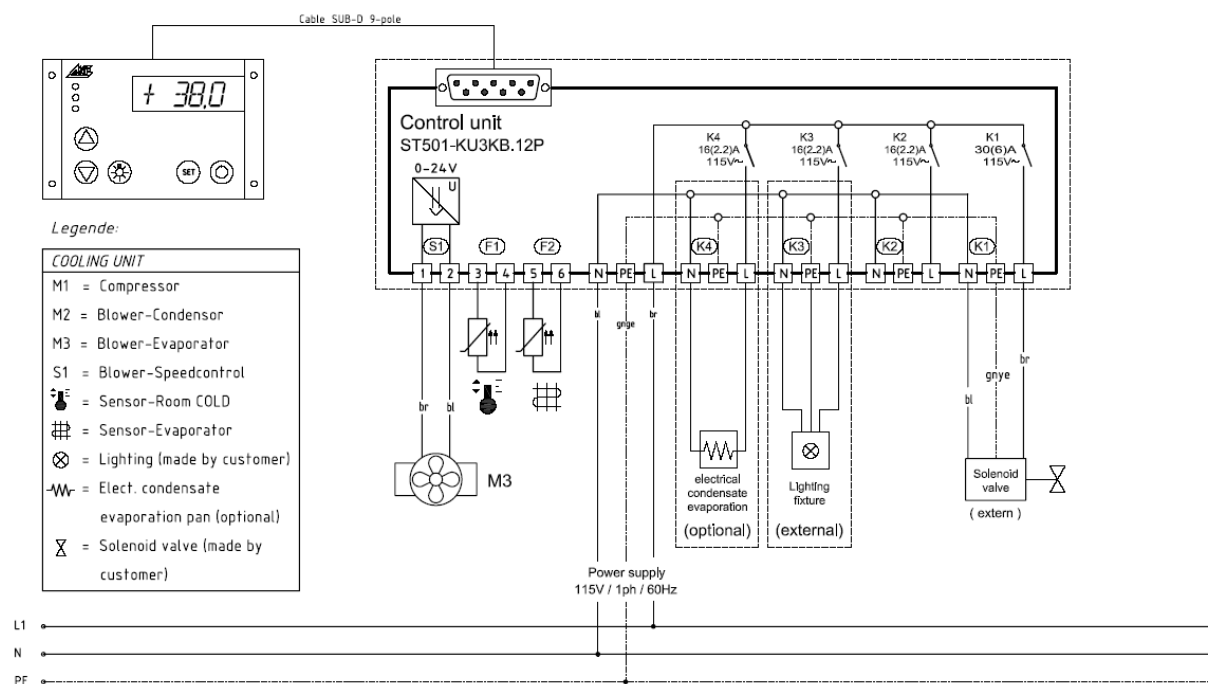 Cable SUB-D 9-pole
+ 38,0
SET
Control unit
ST501-KU3KB.12P
0-24V
U
K4
16(2.2)A
115V~
K3
16(2.2)A
115V~
K2
16(2.2)A
115V~
K1
30(6)A
115V~
S1 F1 F2 K4 K3 K2 K1
1 2 3 4 5 6 N PE L N PE L N PE L N PE L N PE L
Legende:
COOLING UNIT
M1 = Compressor
M2 = Blower-Condensor
M3 = Blower-Evaporator
S1 = Blower-Speedcontrol
= Sensor-Room COLD
= Sensor-Evaporator
= Lighting (made by customer)
= Elect. condensate
evaporation pan (optional)
= Solenoid valve (made by
customer)
br bl
M3
bl gnge br
electrical
condensate
evaporation
(optional)
Lighting
fixture
(external)
bl gnye br
Solenoid
valve
( extern )
Power supply
115V / 1ph / 60Hz
L1
N
PE